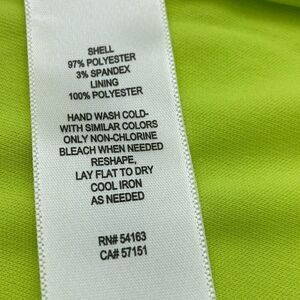 SHELL
97% POLYESTER
3% SPANDEX
LINING
100% POLYESTER
HAND WASH COLD-
WITH SIMILAR COLORS
ONLY NON-CHLORINE
BLEACH WHEN NEEDED
RESHAPE,
LAY FLAT TO DRY
COOL IRON
AS NEEDED
RN# 54163
CA# 57151